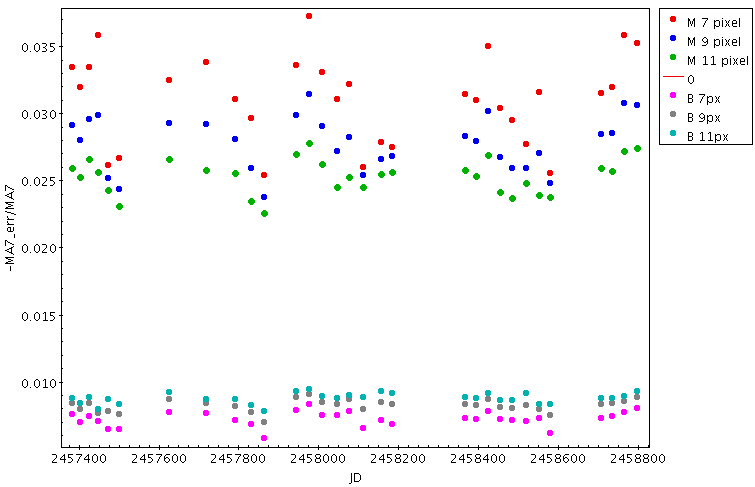 0.035
0.030
0.025
0.020
0.015
0.010
-MA7_err/MA7
2457400
2457600
2457800
2458000
2458200
2458400
2458600
2458800
JD
M 7 pixel
M 9 pixel
M 11 pixel
0
B 7px
B 9px
B 11px